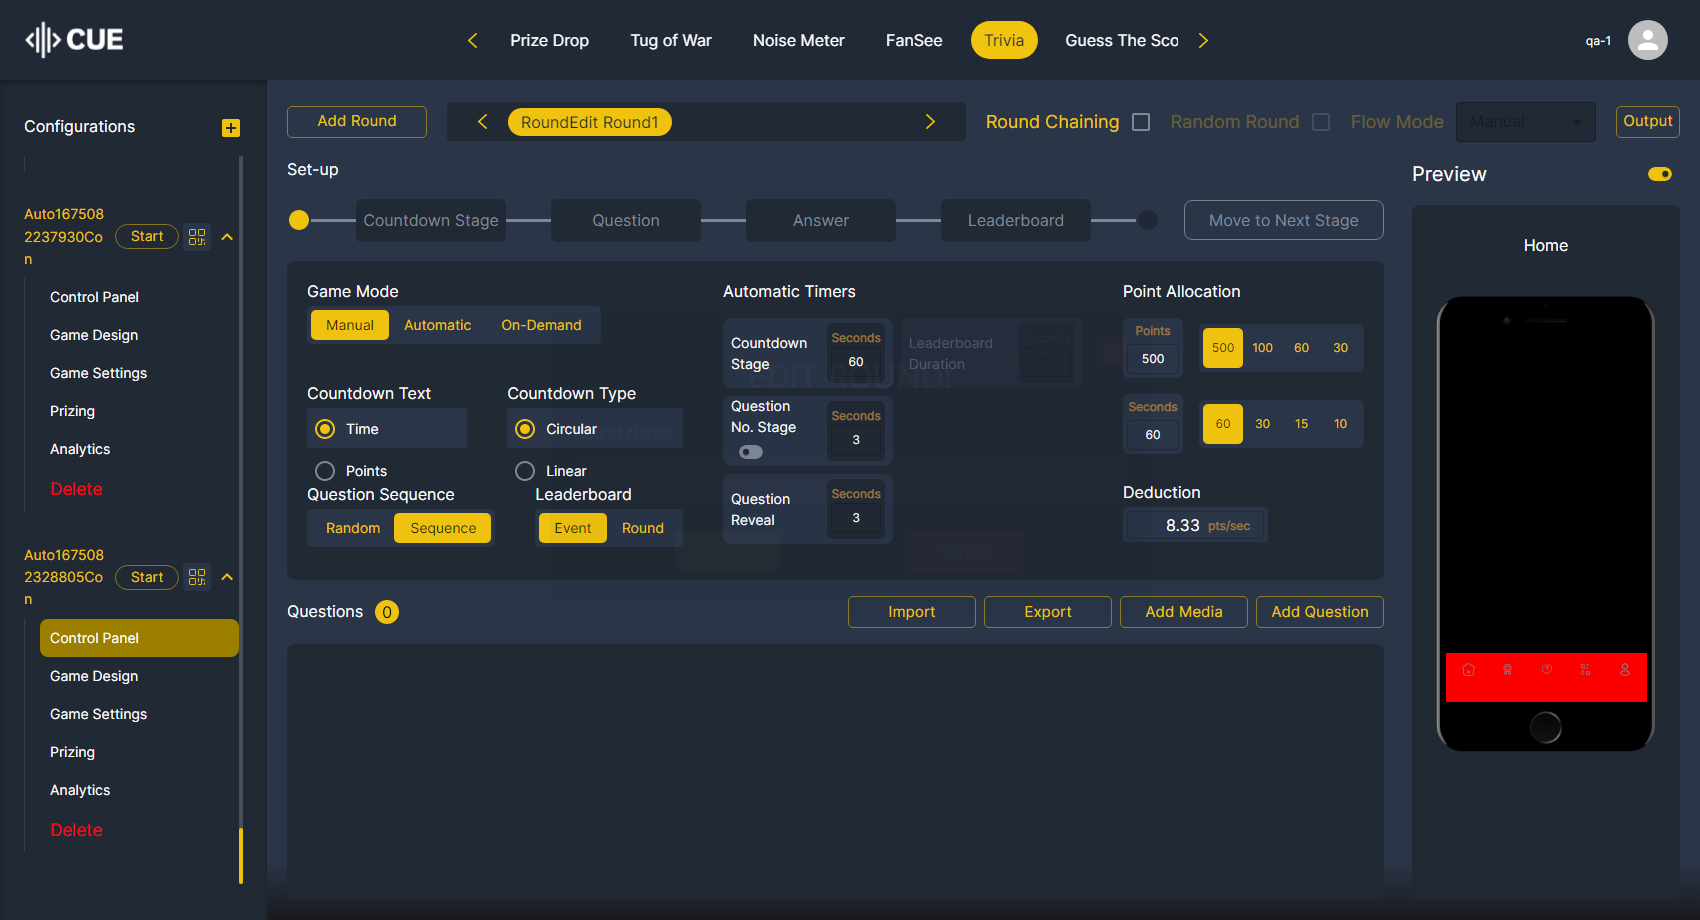 CUE
Prize Drop
Tug of War
Noise Meter
FanSee
Trivia
Guess The Sco
qa-1
Configurations
Auto167508
2237930Co
n
Start
Control Panel
Game Design
Game Settings
Prizing
Analytics
Delete
Auto167508
2328805Co
n
Start
Control Panel
Game Design
Game Settings
Prizing
Analytics
Delete
Add Round
RoundEdit Round1
Round Chaining
Random Round
Flow Mode
Manual
Output
Set-up
Countdown Stage
Question
Answer
Leaderboard
Move to Next Stage
Game Mode
Manual
Automatic
On-Demand
Countdown Text
Time
Points
Countdown Type
Circular
Linear
Question Sequence
Random
Sequence
Leaderboard
Event
Round
Automatic Timers
Countdown
Stage
Seconds
60
Leaderboard
Duration
Question
No. Stage
Seconds
3
Question
Reveal
Seconds
3
EDIT ROUND!
Point Allocation
Points
500
500
100
60
30
Seconds
60
60
30
15
10
Deduction
8.33 pts/sec
Questions 0
Import
Export
Add Media
Add Question
Preview
Home